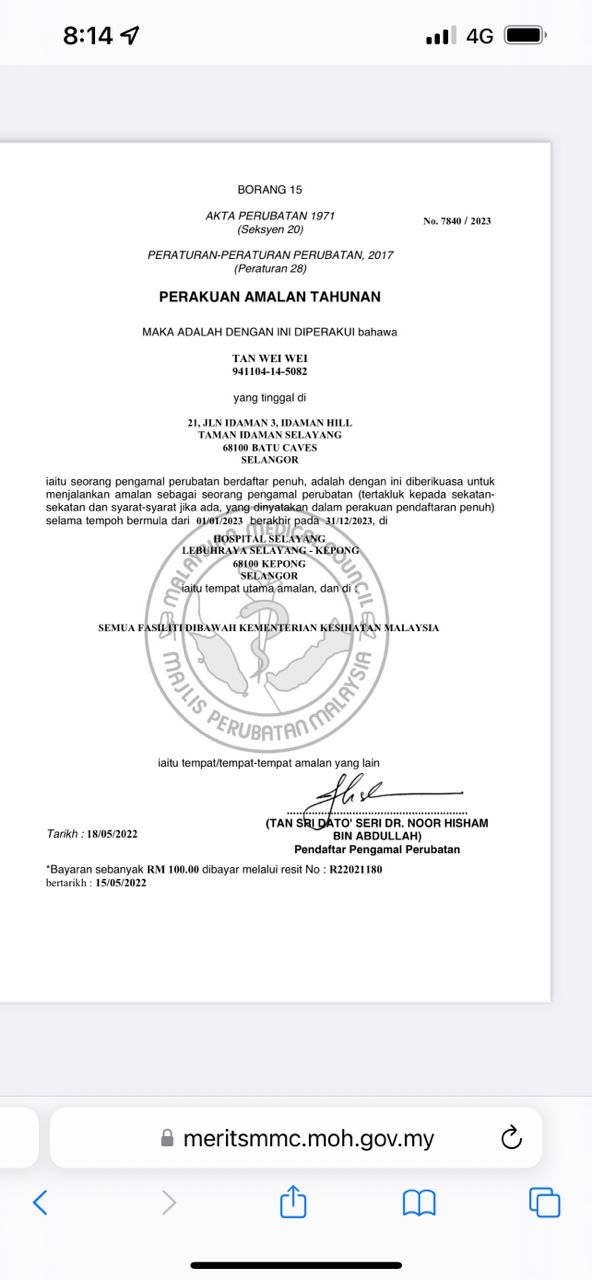 8:14
4G
BORANG 15
AKTA PERUBATAN 1971
(Seksyen 20)
No. 7840 / 2023
PERATURAN-PERATURAN PERUBATAN, 2017
(Peraturan 28)
PERAKUAN AMALAN TAHUNAN
MAKA ADALAH DENGAN INI DIPERAKUI bahawa
TAN WEI WEI
941104-14-5082
yang tinggal di
21, JLN IDAMAN 3, IDAMAN HILL
TAMAN IDAMAN SELAYANG
68100 BATU CAVES
SELANGOR
iaitu seorang pengamal perubatan berdaftar penuh, adalah dengan ini diberikuasa untuk
menjalankan amalan sebagai seorang pengamal perubatan (tertakluk kepada sekatan-
sekatan dan syarat-syarat jika ada, yang dinyatakan dalam perakuan pendaftaran penuh)
selama tempoh bermula dari 01/01/2023 berakhir pada 31/12/2023, di
HOSPITAL SELAYANG
LEBUHRAYA SELAYANG - KEPONG
68100 KEPONG
SELANGOR
iaitu tempat utama amalan, dan di :
SEMUA FASILITI DIBAWAH KEMENTERIAN KESIHATAN MALAYSIA
MALAYSIAN MEDICAL COUNCIL
MAJLIS PERUBATAN MALAYSIA
iaitu tempat/tempat-tempat amalan yang lain
(TAN SRI DATO' SERI DR. NOOR HISHAM
BIN ABDULLAH)
Pendaftar Pengamal Perubatan
Tarikh : 18/05/2022
*Bayaran sebanyak RM 100.00 dibayar melalui resit No : R22021180
bertarikh : 15/05/2022
meritsmmc.moh.gov.my